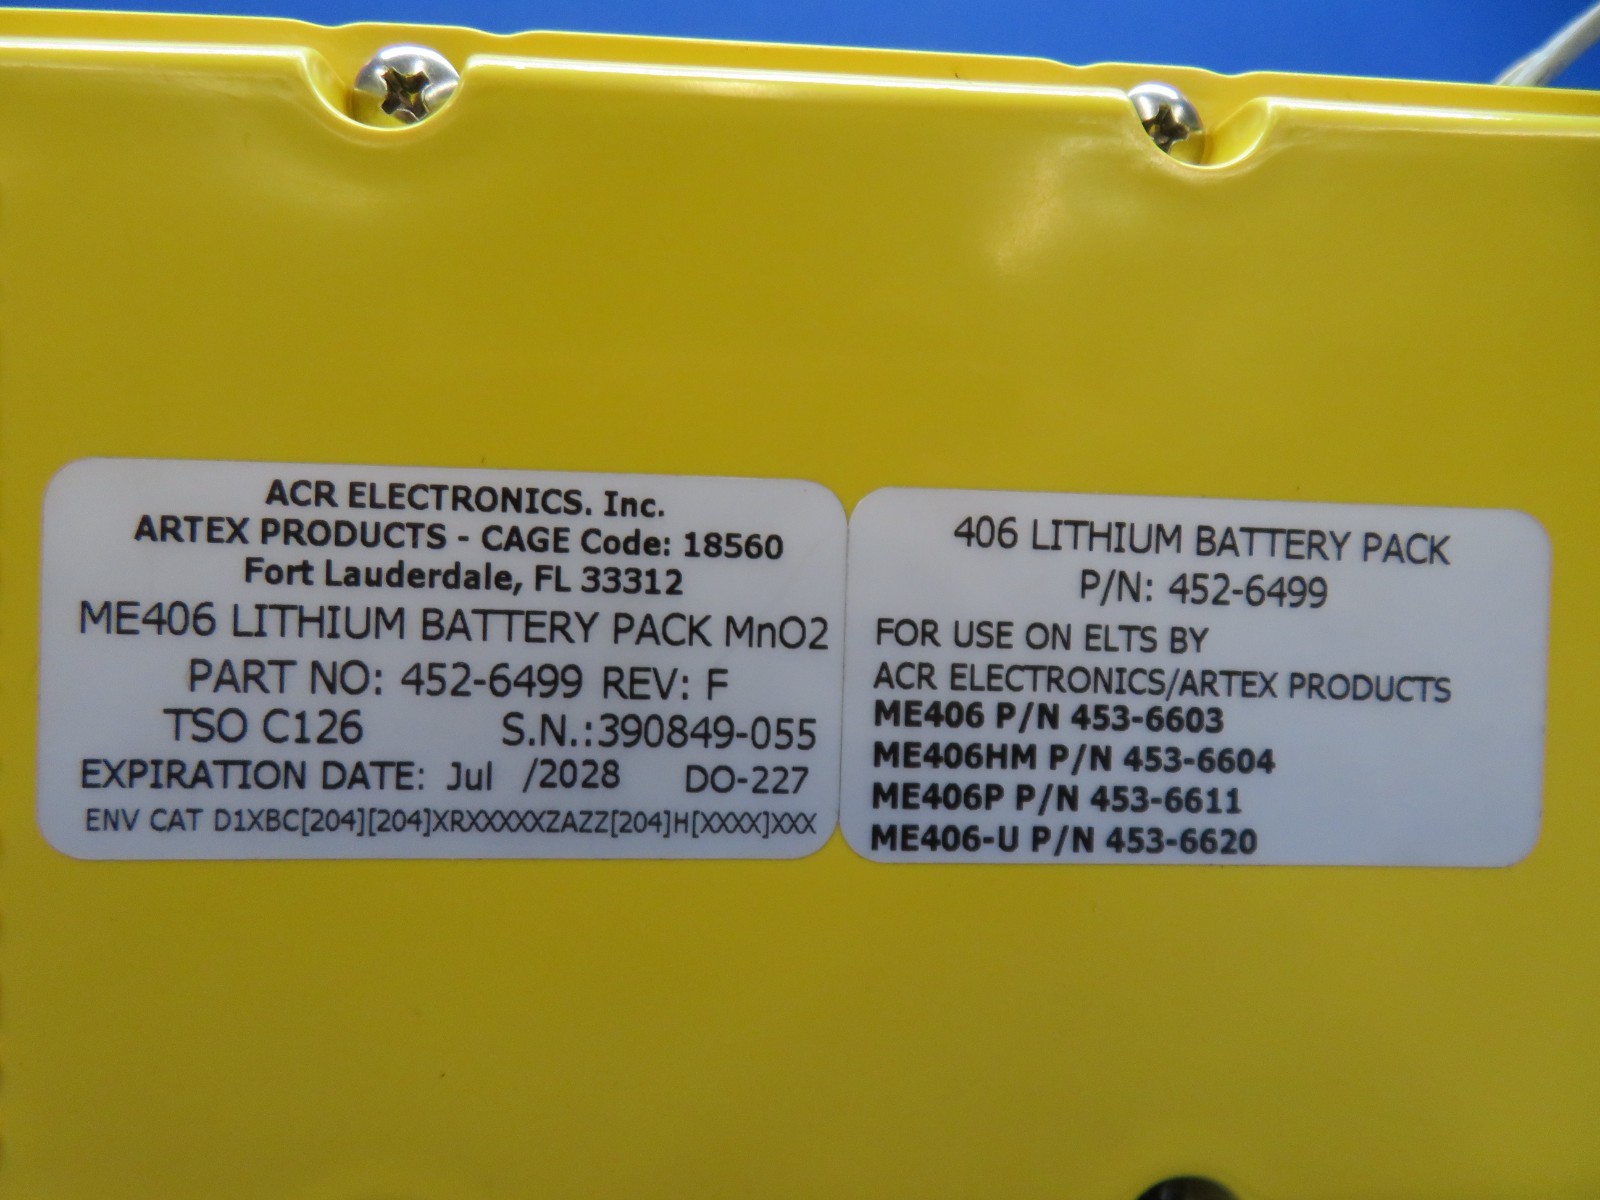 ACR ELECTRONICS. Inc.
ARTEX PRODUCTS - CAGE Code: 18560
Fort Lauderdale, FL 33312
ME406 LITHIUM BATTERY PACK MnO2
PART NO: 452-6499 REV: F
TSO C126 S.N.:390849-055
EXPIRATION DATE: Jul /2028 DO-227
ENV CAT D1XBC[204][204]XRXXXXXZAZZ[204]H[XXXX]XXX
406 LITHIUM BATTERY PACK
P/N: 452-6499
FOR USE ON ELTS BY
ACR ELECTRONICS/ARTEX PRODUCTS
ME406 P/N 453-6603
ME406HM P/N 453-6604
ME406P P/N 453-6611
ME406-U P/N 453-6620